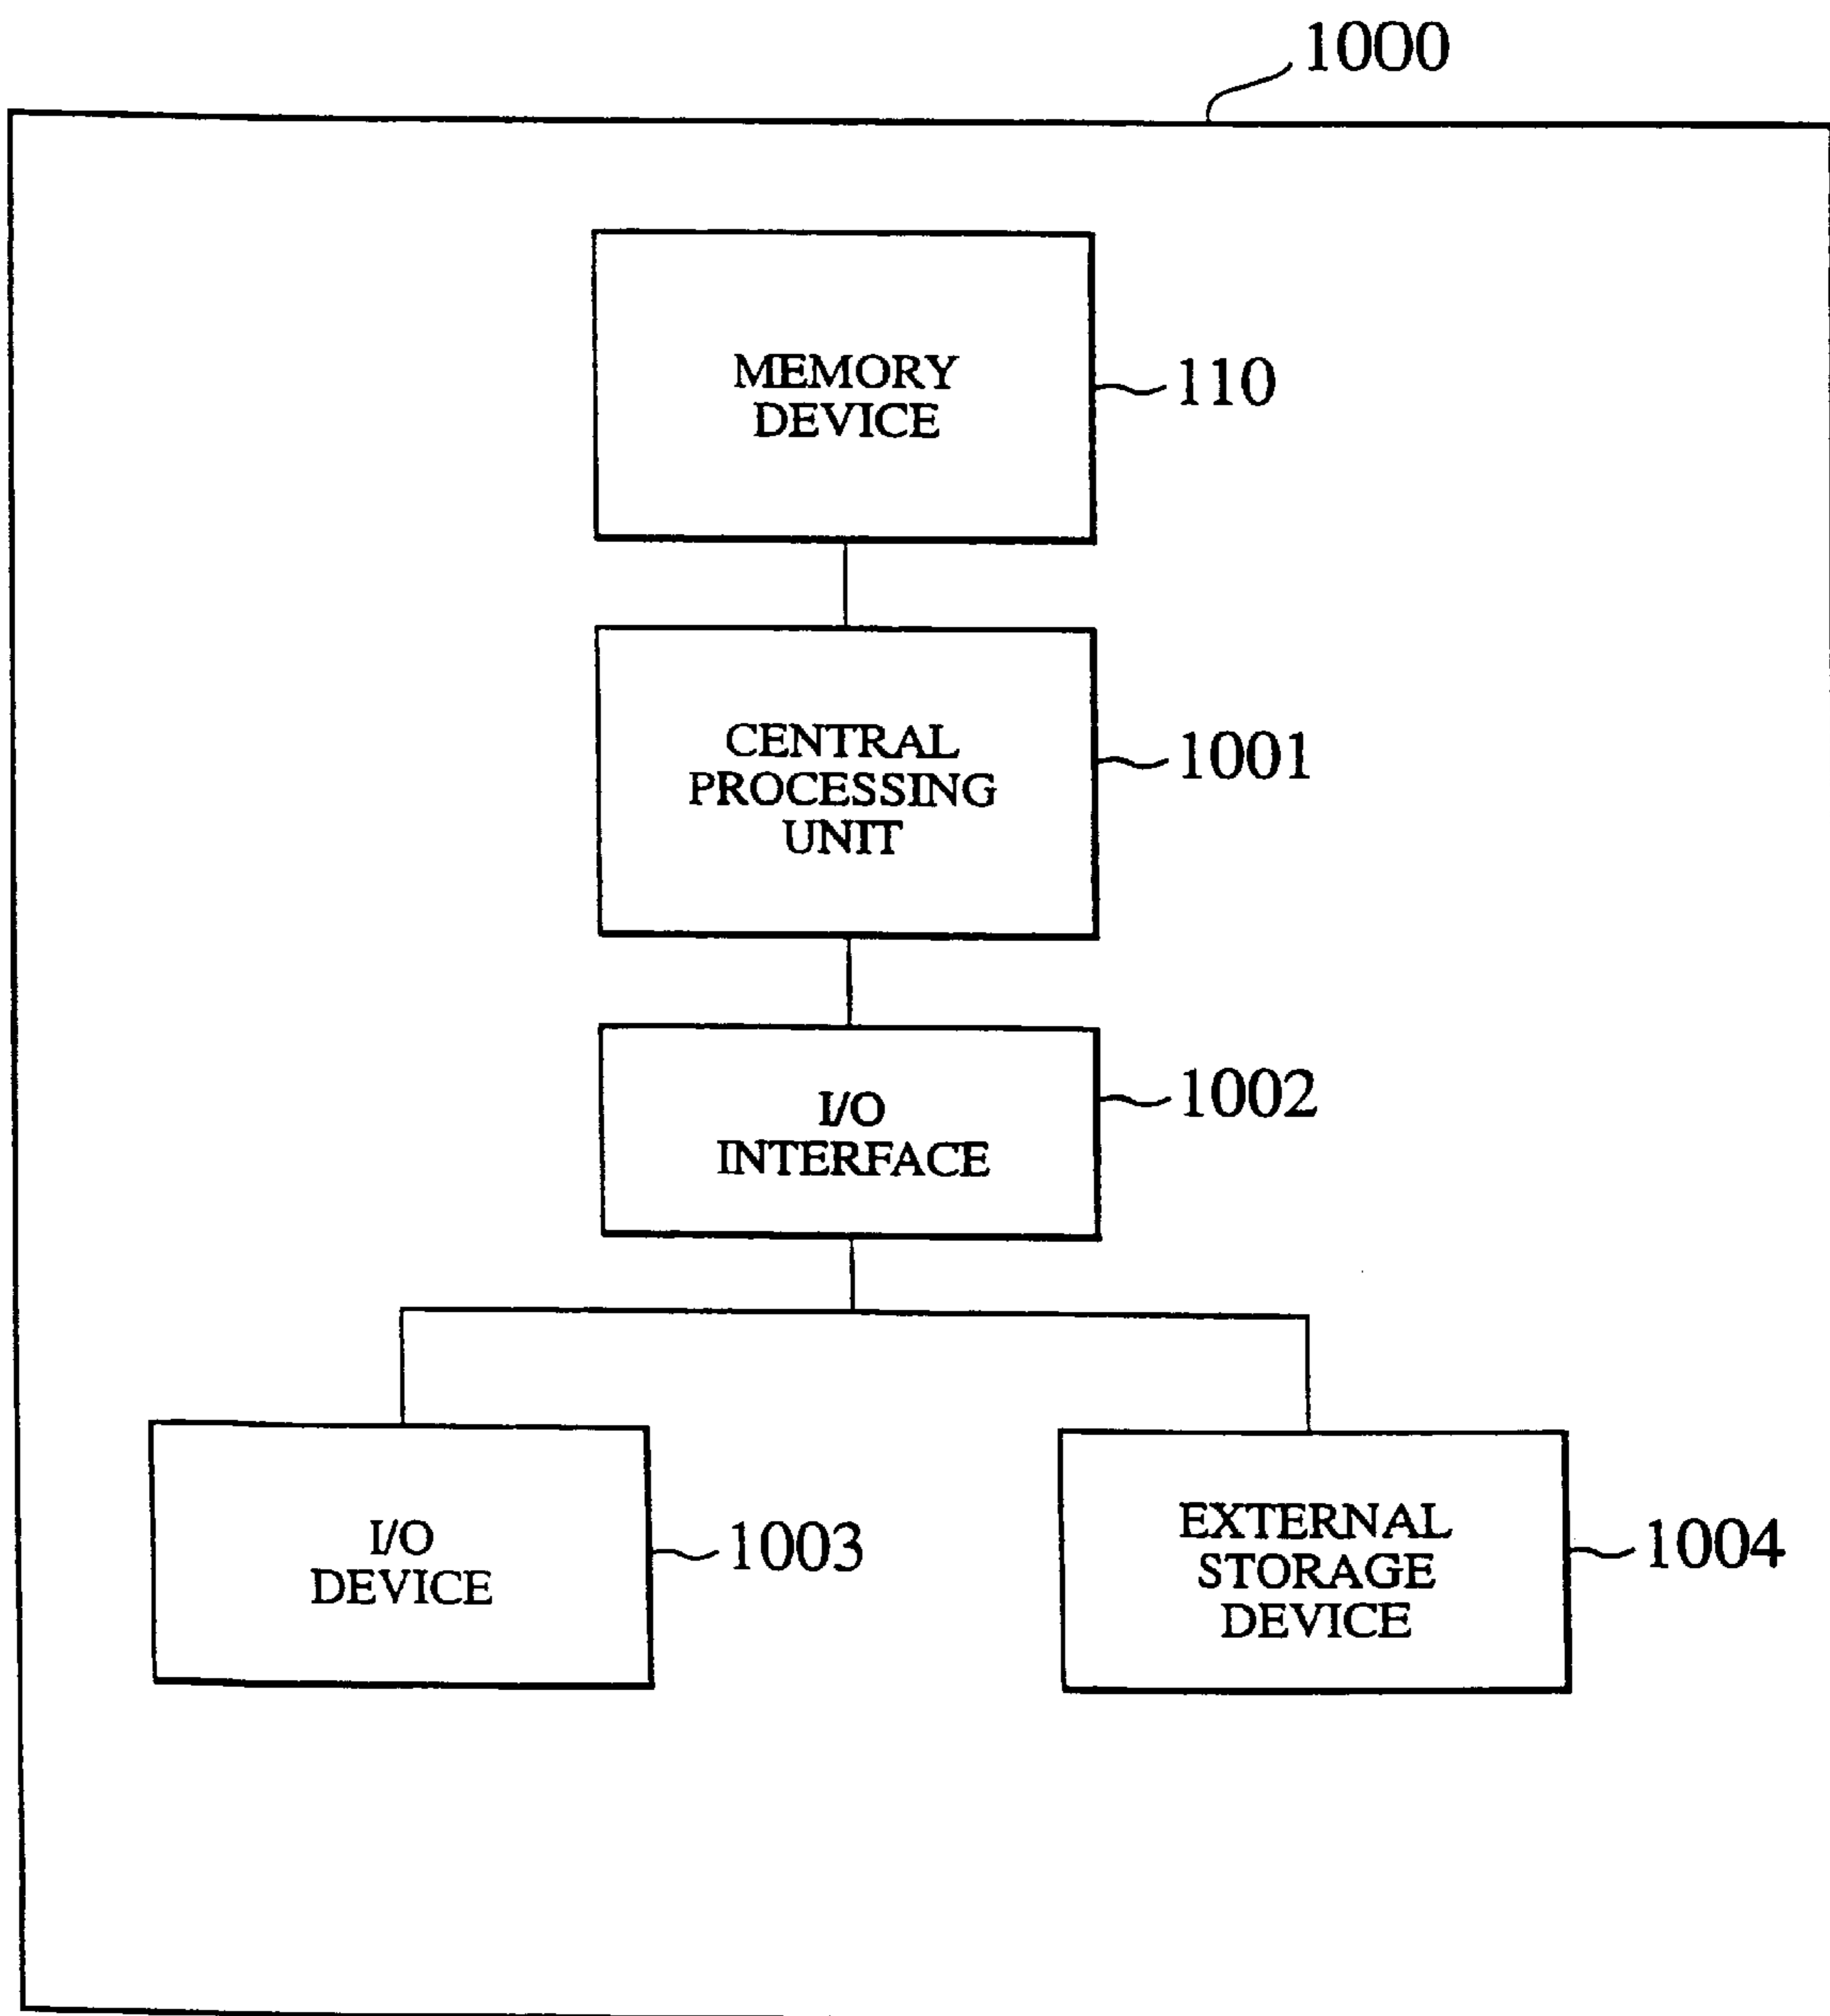 1000
MEMORY
DEVICE
110
CENTRAL
PROCESSING
UNIT
1001
I/O
INTERFACE
1002
I/O
DEVICE
1003
EXTERNAL
STORAGE
DEVICE
1004